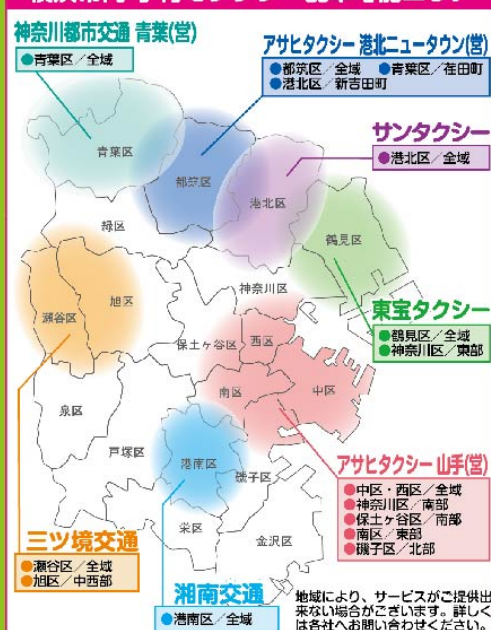 神奈川都市交通 青葉(営)
●青葉区／全域
アサヒタクシー 港北ニュータウン(営)
●都筑区／全域 ●青葉区／荏田町
●港北区／新吉田町
サンタクシー
●港北区／全域
青葉区
都筑区
港北区
緑区
鶴見区
神奈川区
旭区
瀬谷区
保土ヶ谷区
西区
東宝タクシー
●鶴見区／全域
●神奈川区／東部
南区
中区
泉区
戸塚区
港南区
磯子区
栄区
金沢区
アサヒタクシー 山手(営)
●中区・西区／全域
●神奈川区／南部
●保土ヶ谷区／南部
●南区／東部
●磯子区／北部
三ツ境交通
●瀬谷区／全域
●旭区／中西部
湘南交通
●港南区／全域
地域により、サービスがご提供出
来ない場合がございます。詳しく
は各社へお問い合わせください。